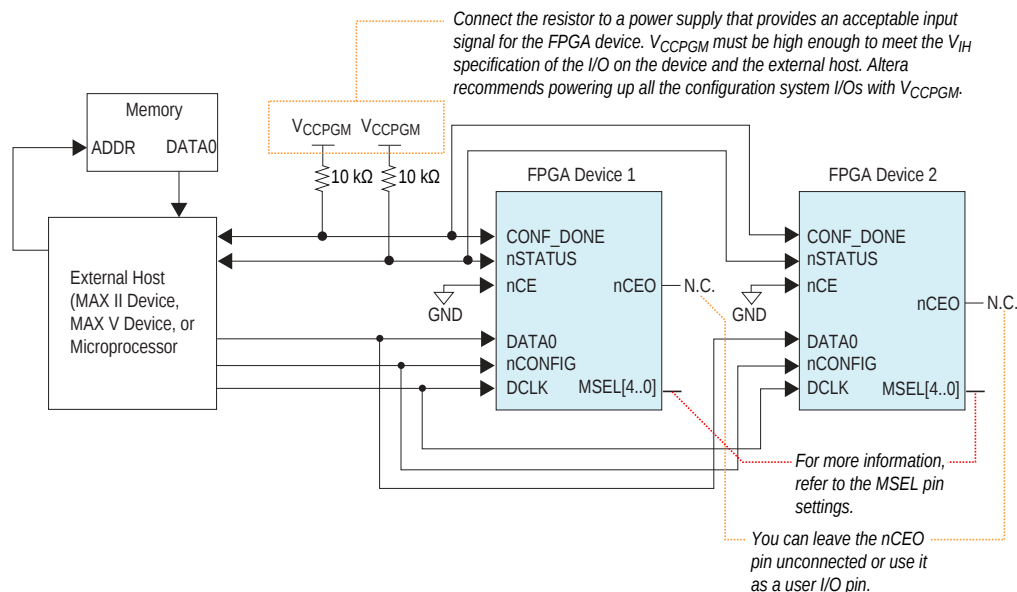 Connect the resistor to a power supply that provides an acceptable input
signal for the FPGA device. VCCPGM must be high enough to meet the VIH
specification of the I/O on the device and the external host. Altera
recommends powering up all the configuration system I/Os with VCCPGM.
Memory
ADDR DATA0
VCCPGM VCCPGM
10 kΩ 10 kΩ
External Host
(MAX II Device,
MAX V Device, or
Microprocessor
FPGA Device 1
CONF_DONE
nSTATUS
nCE
nCEO
N.C.
GND
DATA0
nCONFIG
DCLK
MSEL[4..0]
FPGA Device 2
CONF_DONE
nSTATUS
nCE
nCEO
N.C.
GND
DATA0
nCONFIG
DCLK
MSEL[4..0]
For more information,
refer to the MSEL pin
settings.
You can leave the nCEO
pin unconnected or use it
as a user I/O pin.